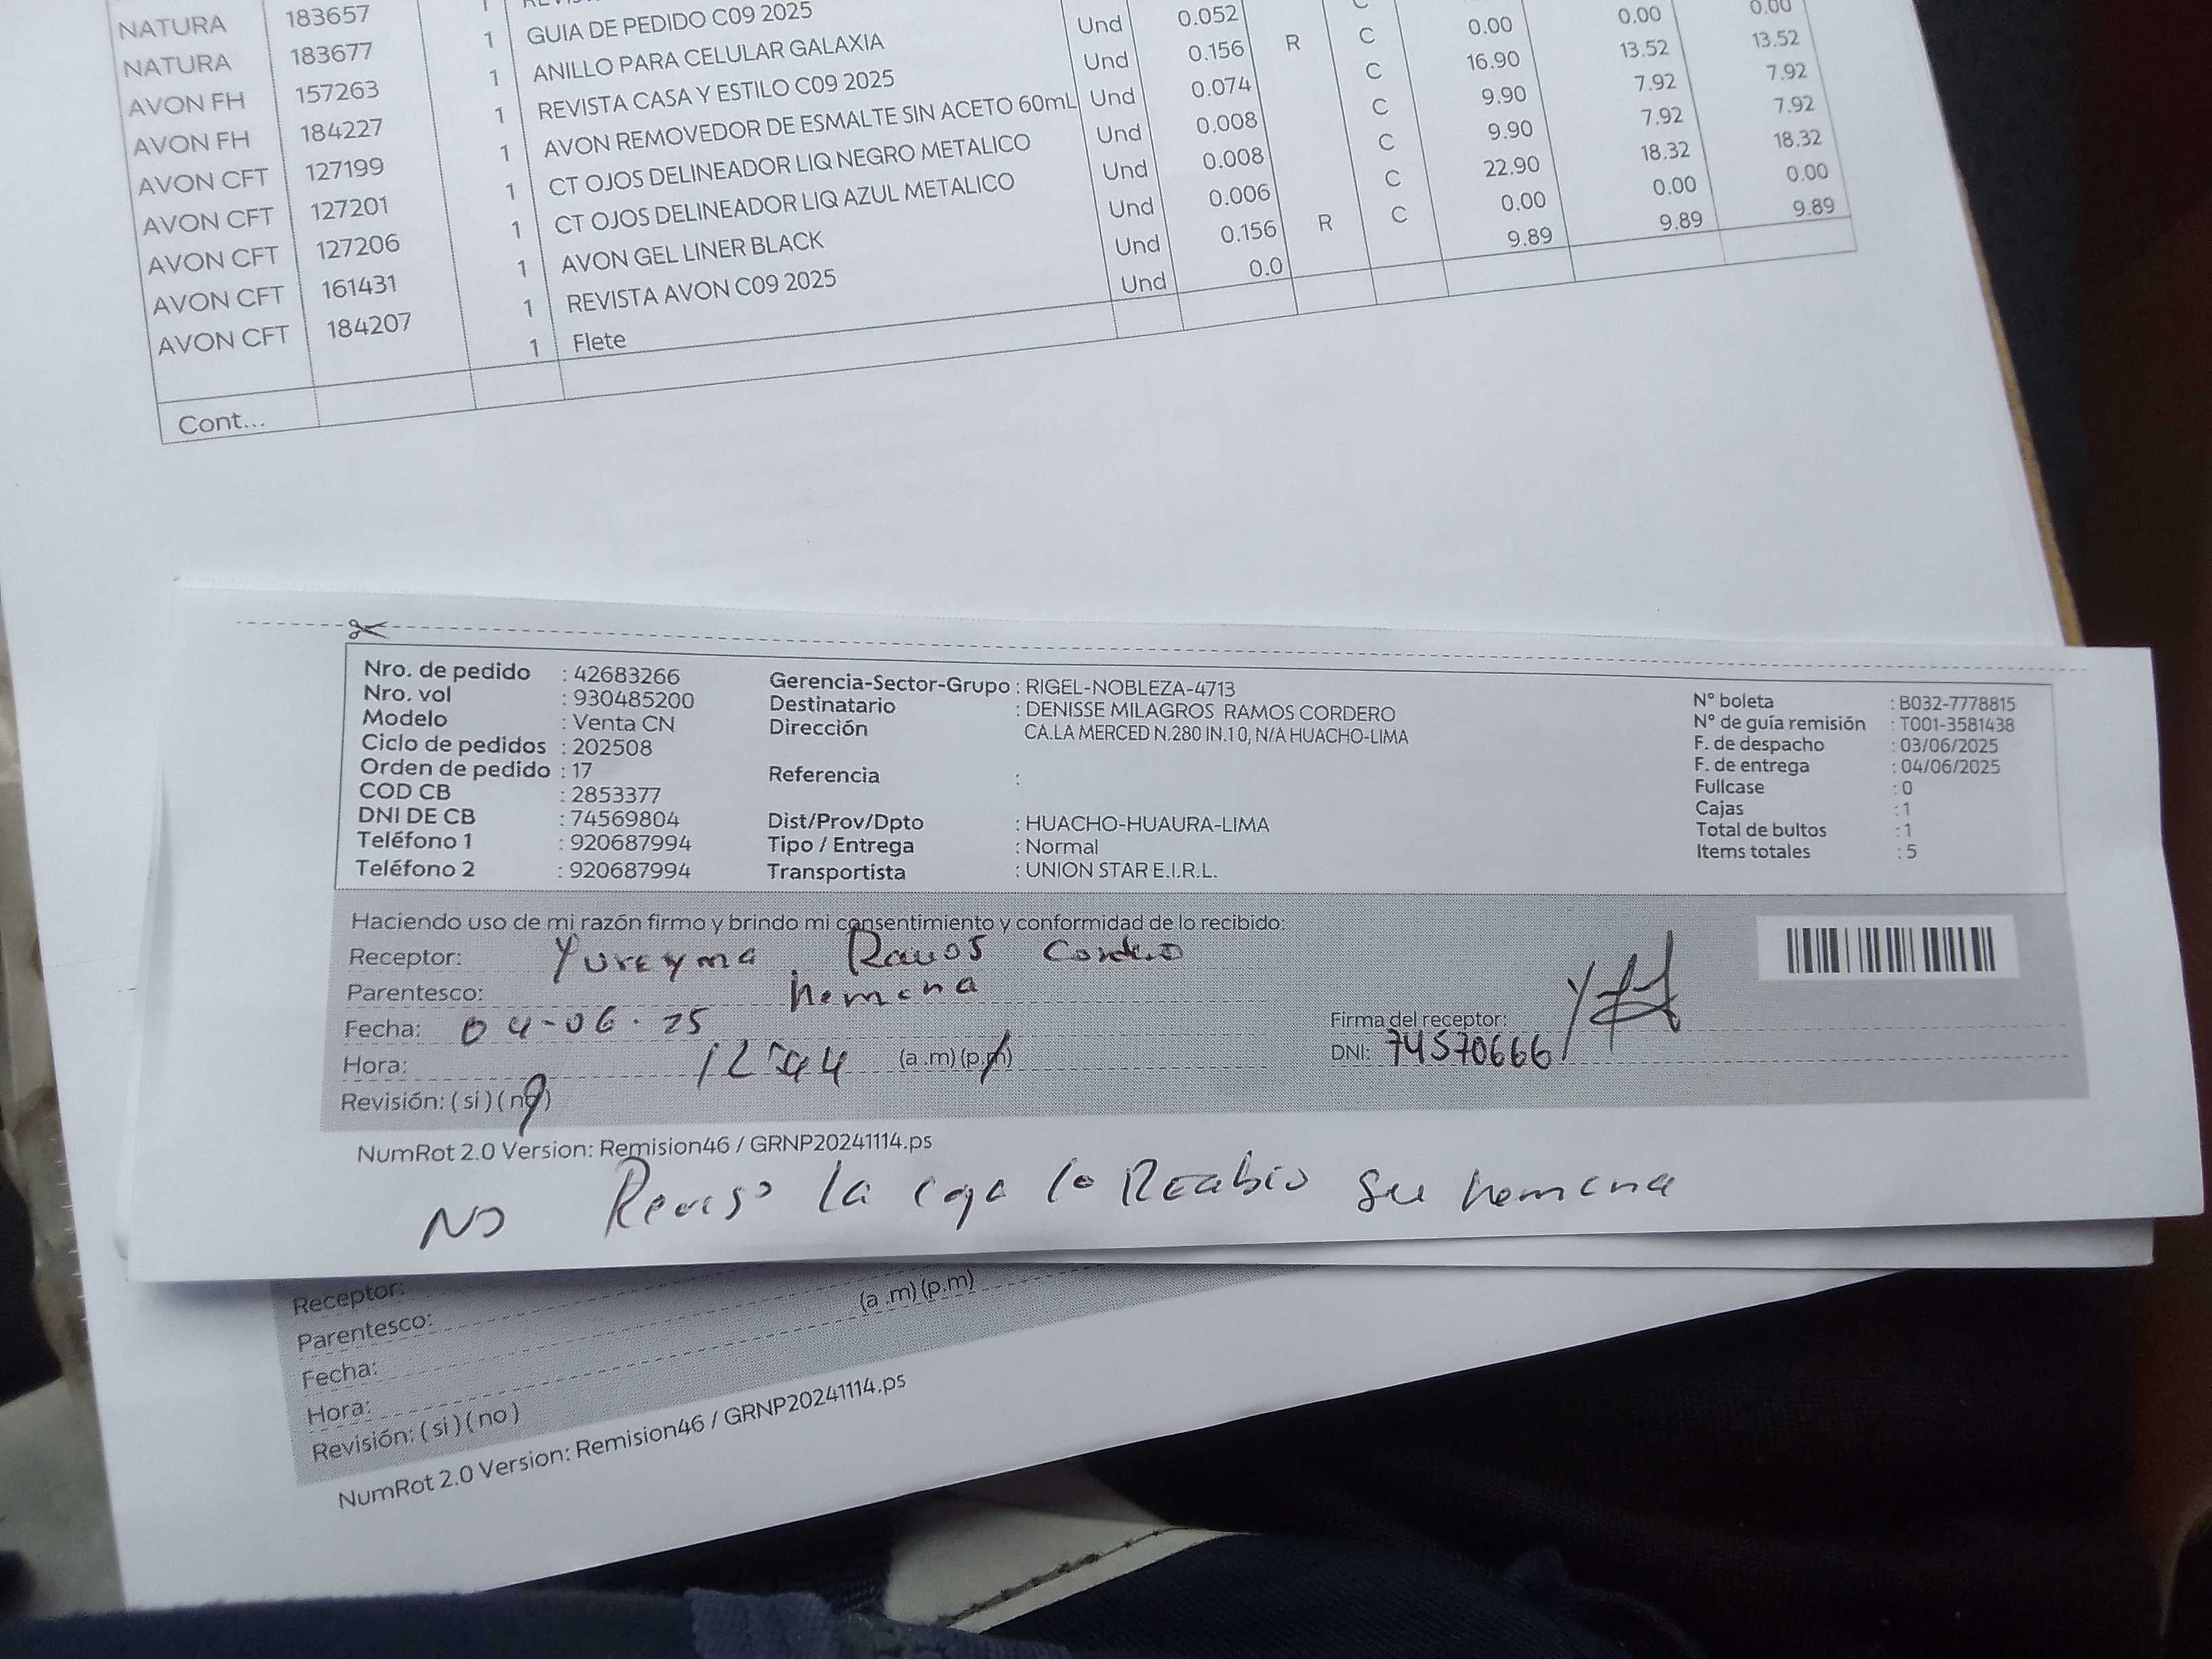 NATURA 183657 1 GUIA DE PEDIDO C09 2025 Und 0.052 C 0.00 0.00 0.00
NATURA 183677 1 ANILLO PARA CELULAR GALAXIA Und 0.156 R C 16.90 13.52 13.52
AVON FH 157263 1 REVISTA CASA Y ESTILO C09 2025 Und 0.074 C 9.90 7.92 7.92
AVON FH 184227 1 AVON REMOVEDOR DE ESMALTE SIN ACETO 60mL Und 0.008 C 9.90 7.92 7.92
AVON CFT 127199 1 CT OJOS DELINEADOR LIQ NEGRO METALICO Und 0.008 C 22.90 18.32 18.32
AVON CFT 127201 1 CT OJOS DELINEADOR LIQ AZUL METALICO Und 0.006 C 0.00 0.00 0.00
AVON CFT 127206 1 AVON GEL LINER BLACK Und 0.156 R C 9.89 9.89 9.89
AVON CFT 161431 1 REVISTA AVON C09 2025 Und 0.0
AVON CFT 184207 1 Flete
Cont...
Nro. de pedido : 42683266 Gerencia-Sector-Grupo : RIGEL-NOBLEZA-4713 N° boleta : B032-7778815
Nro. vol : 930485200 Destinatario : DENISSE MILAGROS RAMOS CORDERO N° de guía remisión : T001-3581438
Modelo : Venta CN Dirección CA.LA MERCED N.280 IN.10, N/A HUACHO-LIMA F. de despacho : 03/06/2025
Ciclo de pedidos : 202508 F. de entrega : 04/06/2025
Orden de pedido : 17 Referencia : Fullcase : 0
COD CB : 2853377 Cajas : 1
DNI DE CB : 74569804 Dist/Prov/Dpto : HUACHO-HUAURA-LIMA Total de bultos : 1
Teléfono 1 : 920687994 Tipo / Entrega : Normal Items totales : 5
Teléfono 2 : 920687994 Transportista : UNION STAR E.I.R.L.
Haciendo uso de mi razón firmo y brindo mi consentimiento y conformidad de lo recibido:
Receptor: Yureyma Ramos Cordero
Parentesco: hemana
Fecha: 04-06-25 Firma del receptor:
Hora: 12:44 (a.m) (p.m) DNI: 74570666
Revisión: (si) (no)
NumRot 2.0 Version: Remision46 / GRNP20241114.ps
NO Reviso la caja lo Recibio su hemana
Receptor:
Parentesco: (a.m) (p.m)
Fecha:
Hora:
Revisión: (si) (no)
NumRot 2.0 Version: Remision46 / GRNP20241114.ps